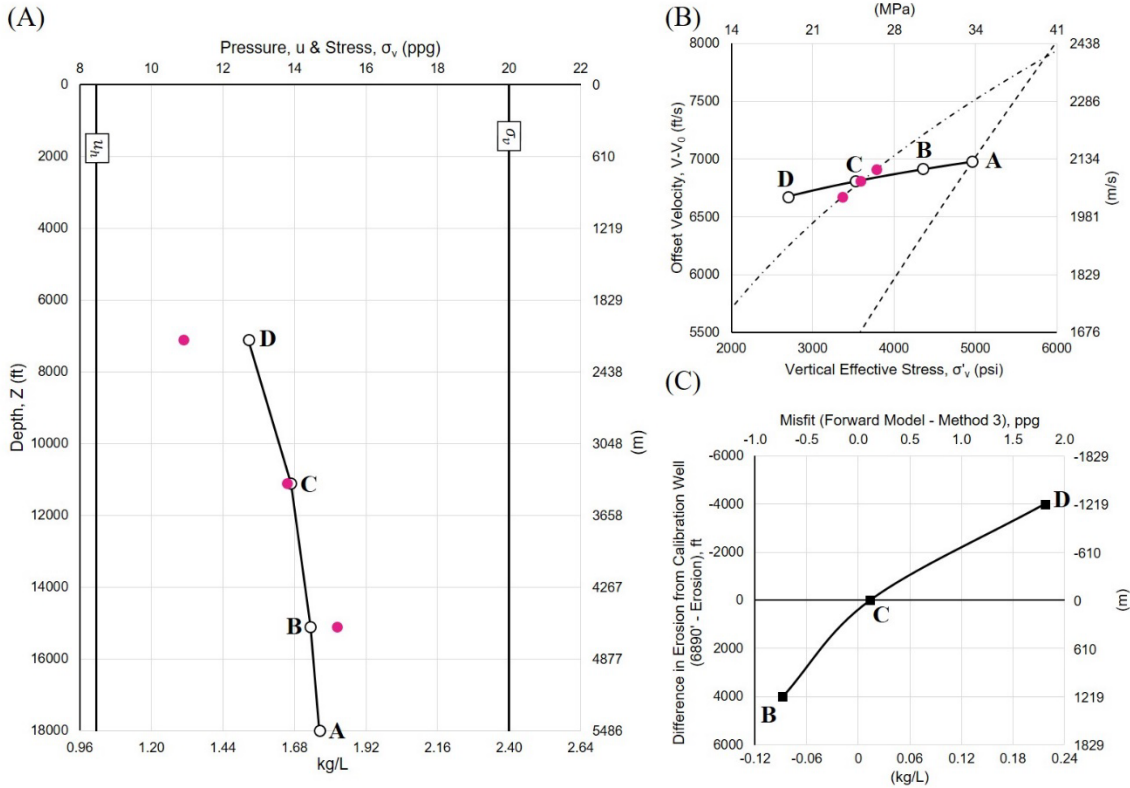 (A)
Pressure, u & Stress, σv (ppg)
8 10 12 14 16 18 20 22
0 2000 4000 6000 8000 10000 12000 14000 16000 18000
Depth, Z (ft)
0 610 1219 1829 2438 3048 3658 4267 4877 5486
(m)
uh
σv
D
C
B
A
0.96 1.20 1.44 1.68 1.92 2.16 2.40 2.64
kg/L
(B)
(MPa)
14 21 28 34 41
8000 7500 7000 6500 6000 5500
Offset Velocity, V-V0 (ft/s)
2438 2286 2134 1981 1829 1676
(m/s)
D C B A
2000 3000 4000 5000 6000
Vertical Effective Stress, σ'v (psi)
(C)
Misfit (Forward Model - Method 3), ppg
-1.0 -0.5 0.0 0.5 1.0 1.5 2.0
-6000 -4000 -2000 0 2000 4000 6000
Difference in Erosion from Calibration Well
(6890' - Erosion), ft
-1829 -1219 -610 0 610 1219 1829
(m)
D
C
B
-0.12 -0.06 0 0.06 0.12 0.18 0.24
(kg/L)